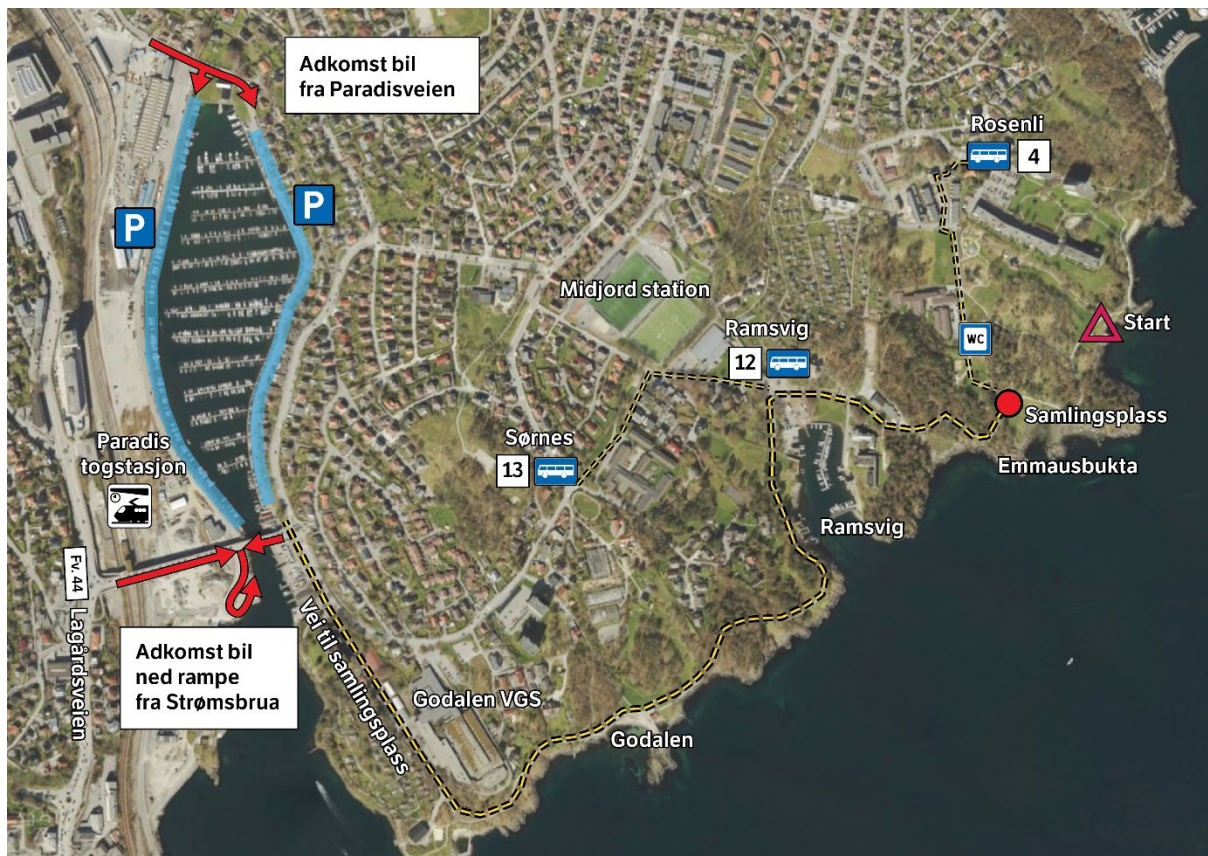 Adkomst bil
fra Paradisveien
P
P
Rosenli
4
Midjord station
Ramsvig
12
WC
Start
Samlingsplass
Emmausbukta
Sørnes
13
Paradis
togstasjon
Ramsvig
Fv. 44
Lagårdsveien
Adkomst bil
ned rampe
fra Strømsbrua
Vei til samlingsplass
Godalen VGS
Godalen